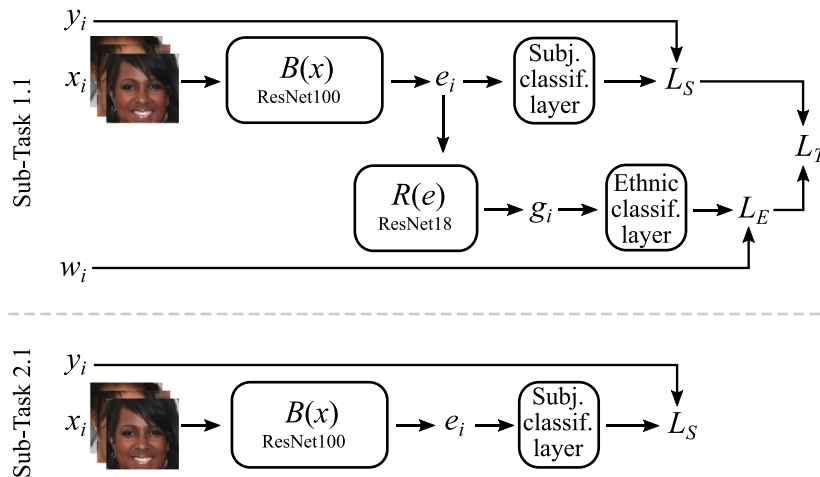 Sub-Task 1.1
y_i
x_i
B(x)
ResNet100
e_i
Subj.
classif.
layer
L_S
L_T
R(e)
ResNet18
g_i
Ethnic
classif.
layer
L_E
w_i
Sub-Task 2.1
y_i
x_i
B(x)
ResNet100
e_i
Subj.
classif.
layer
L_S